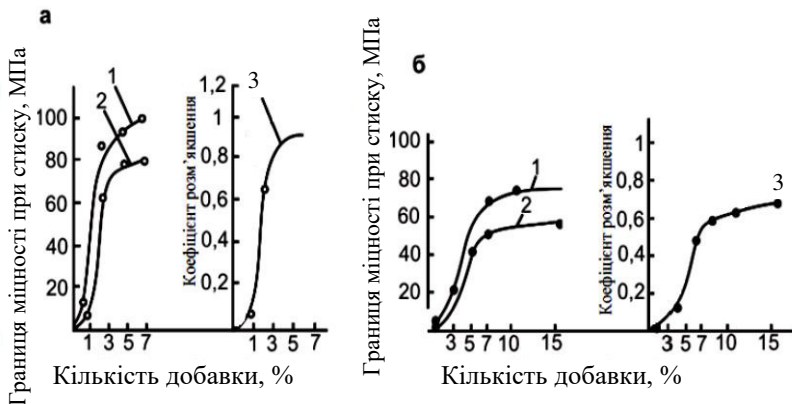 а
Границя міцності при стиску, МПа
100
80
60
40
20
1
2
1 3 5 7
Коефіцієнт розм’якшення
1,2
1
0,8
0,6
0,4
0,2
3
1 3 5 7
Кількість добавки, %
б
Границя міцності при стиску, МПа
100
80
60
40
20
1
2
3 5 7 10 15
Коефіцієнт розм’якшення
1
0,8
0,6
0,4
0,2
3
3 5 7 10 15
Кількість добавки, %